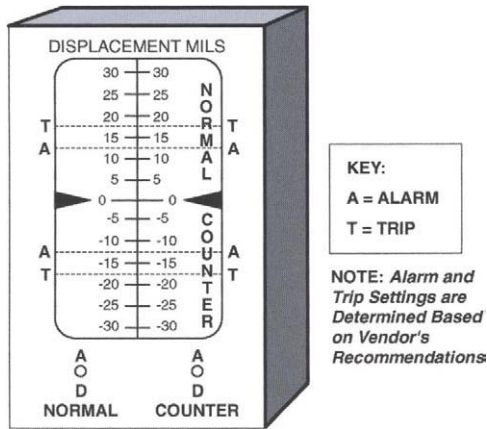 DISPLACEMENT MILS
30 30
25 25
20 20
T T
15 15
A A
10 10
5 5
0 0
-5 -5
-10 -10
A A
-15 -15
T T
-20 -20
-25 -25
-30 -30
NORMAL
COUNTER
A A
D D
NORMAL COUNTER
KEY:
A = ALARM
T = TRIP
NOTE: Alarm and
Trip Settings are
Determined Based
on Vendor's
Recommendations